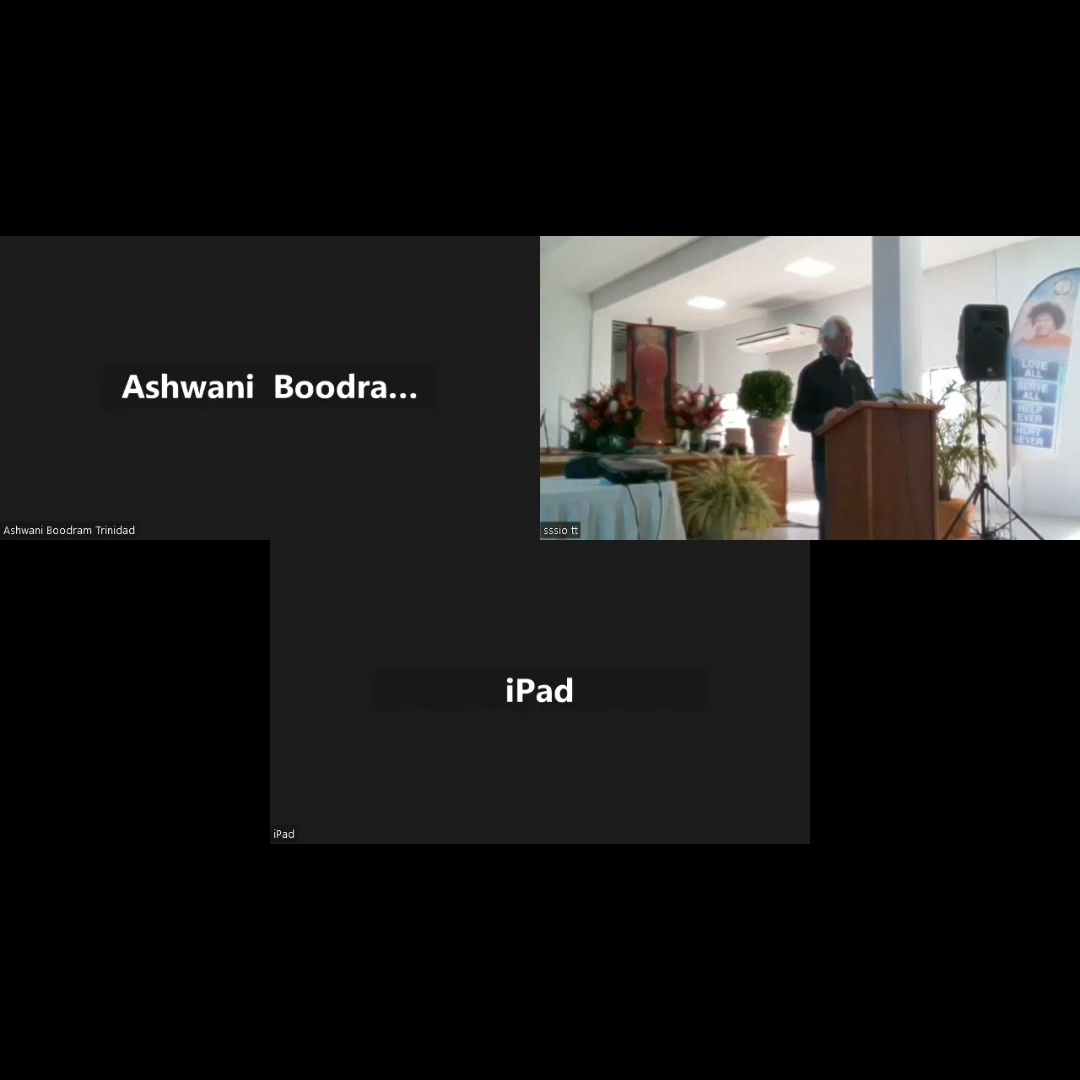 Ashwani Boodra...
Ashwani Boodram Trinidad
sssio tt
LOVE
ALL
SERVE
ALL
HELP
EVER
HURT
NEVER
iPad
iPad